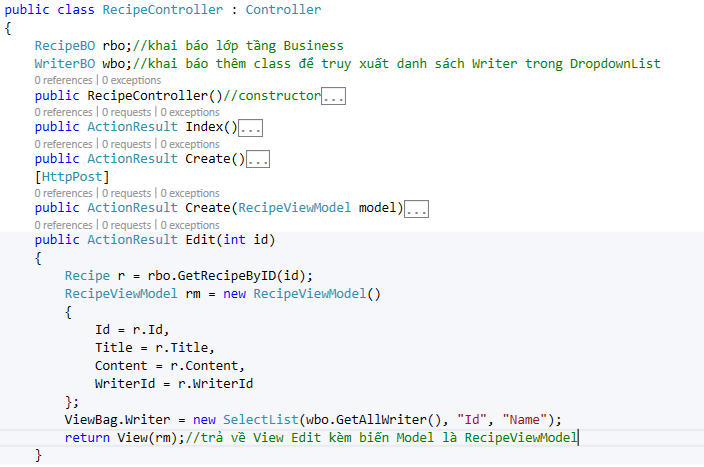 public class RecipeController : Controller
{
RecipeBO rbo;//khai báo lớp tầng Business
WriterBO wbo;//khai báo thêm class để truy xuất danh sách Writer trong DropdownList
0 references | 0 exceptions
public RecipeController()//constructor...
0 references | 0 requests | 0 exceptions
public ActionResult Index()...
0 references | 0 requests | 0 exceptions
public ActionResult Create()...
[HttpPost]
0 references | 0 requests | 0 exceptions
public ActionResult Create(RecipeViewModel model)...
0 references | 0 requests | 0 exceptions
public ActionResult Edit(int id)
{
Recipe r = rbo.GetRecipeByID(id);
RecipeViewModel rm = new RecipeViewModel()
{
Id = r.Id,
Title = r.Title,
Content = r.Content,
WriterId = r.WriterId
};
ViewBag.Writer = new SelectList(wbo.GetAllWriter(), "Id", "Name");
return View(rm);//trả về View Edit kèm biến Model là RecipeViewModel
}